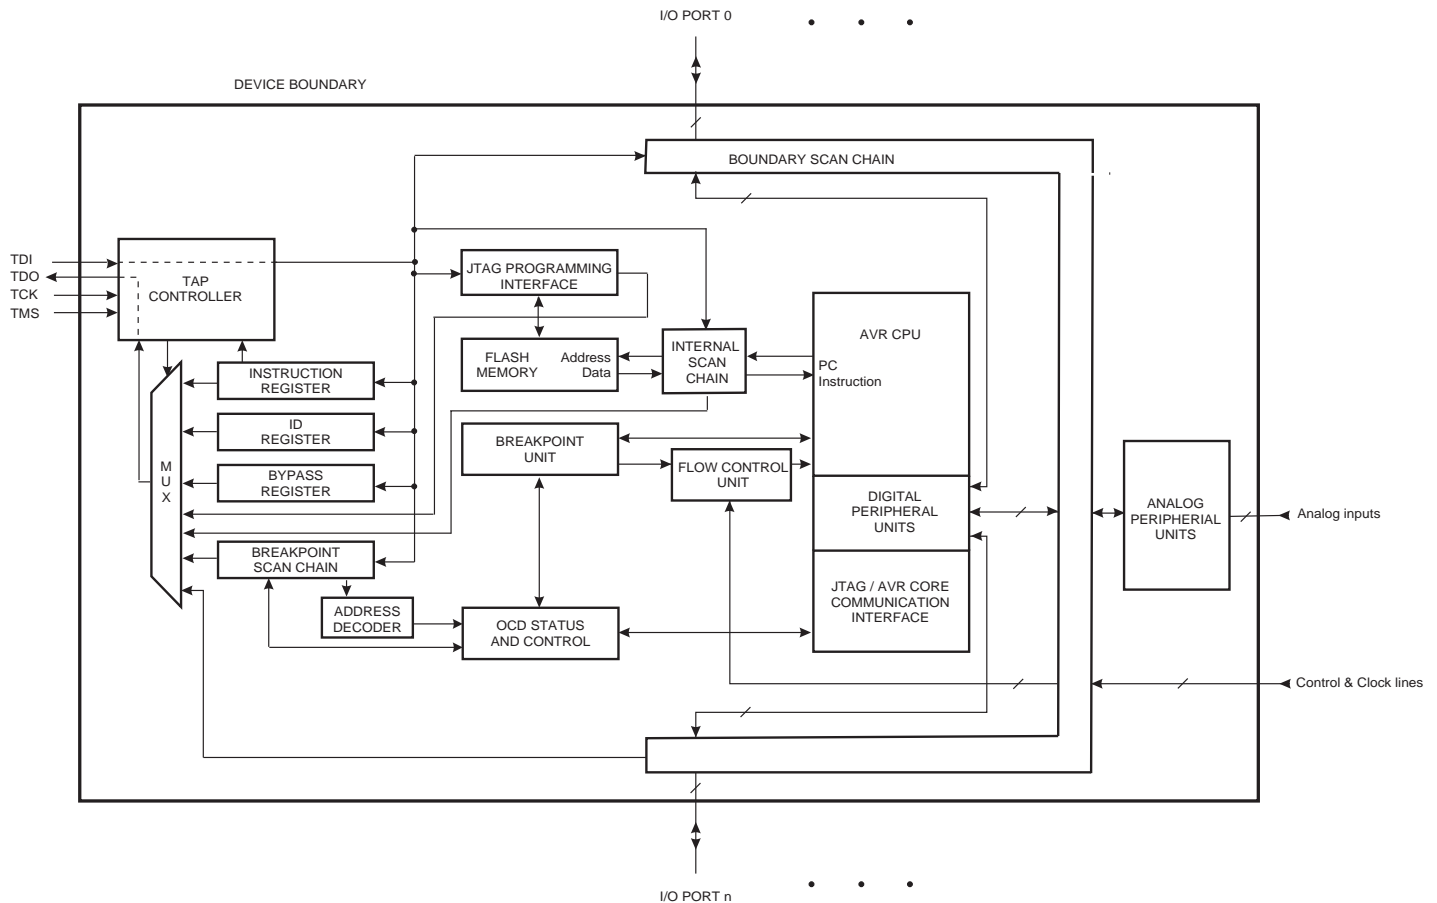 I/O PORT 0
DEVICE BOUNDARY
BOUNDARY SCAN CHAIN
TDI
TDO
TCK
TMS
TAP
CONTROLLER
JTAG PROGRAMMING
INTERFACE
AVR CPU
FLASH
MEMORY
Address
Data
INTERNAL
SCAN
CHAIN
PC
Instruction
INSTRUCTION
REGISTER
ID
REGISTER
BYPASS
REGISTER
M
U
X
BREAKPOINT
UNIT
FLOW CONTROL
UNIT
DIGITAL
PERIPHERAL
UNITS
ANALOG
PERIPHERIAL
UNITS
Analog inputs
BREAKPOINT
SCAN CHAIN
ADDRESS
DECODER
OCD STATUS
AND CONTROL
JTAG / AVR CORE
COMMUNICATION
INTERFACE
Control & Clock lines
I/O PORT n